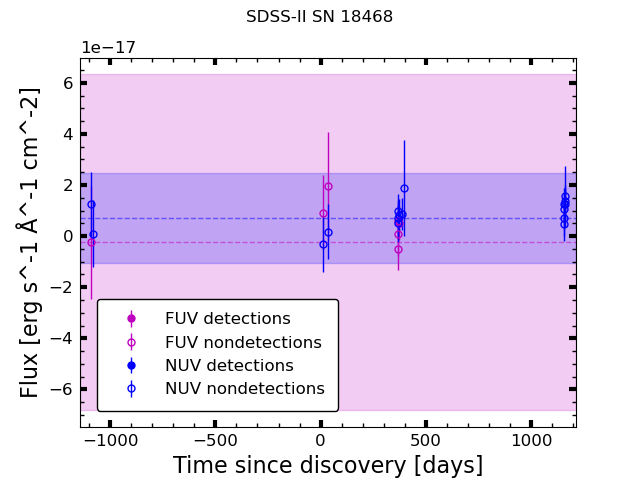 SDSS-II SN 18468
1e−17
Flux [erg s^-1 Å^-1 cm^-2]
6
4
2
0
−2
−4
−6
FUV detections
FUV nondetections
NUV detections
NUV nondetections
−1000 −500 0 500 1000
Time since discovery [days]